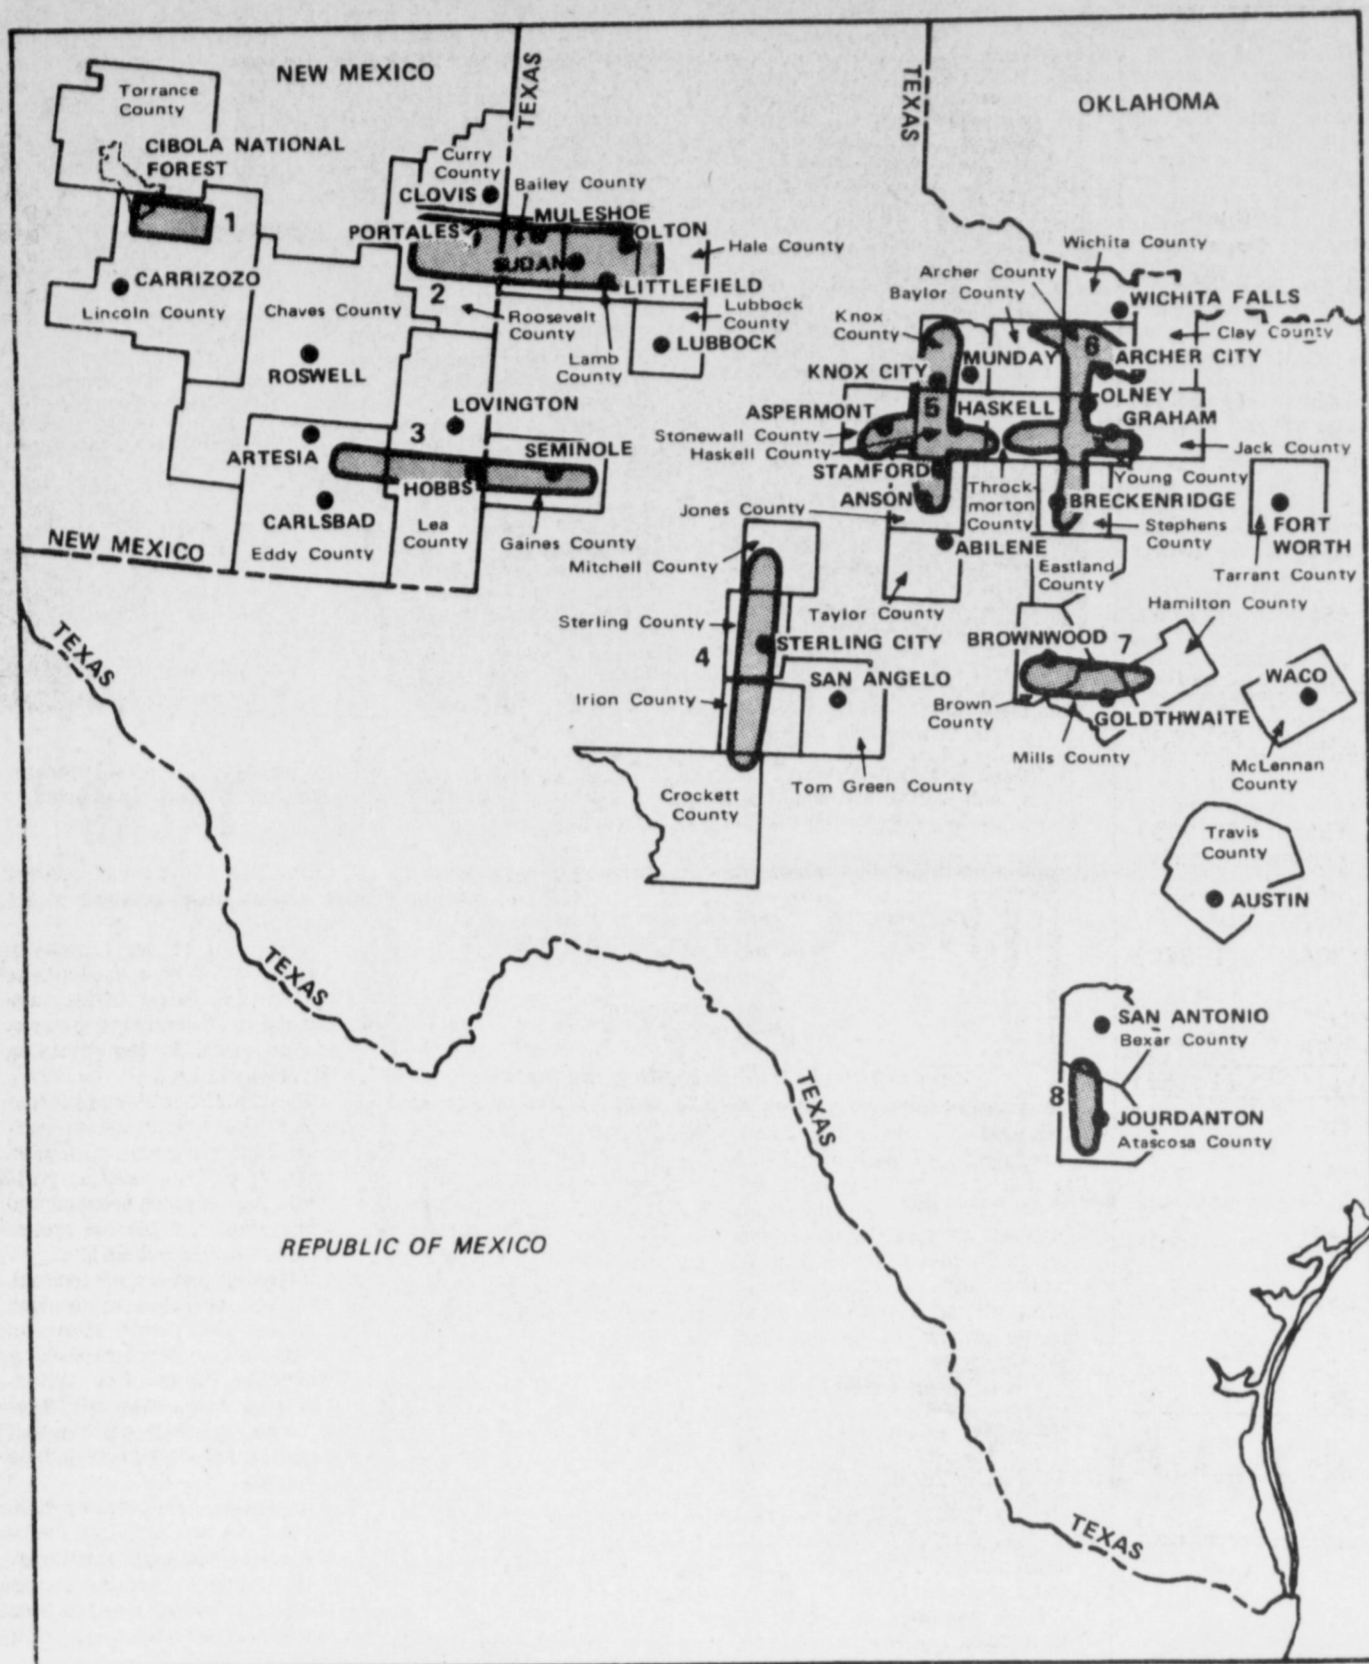 NEW MEXICO
TEXAS
TEXAS
OKLAHOMA
Torrance
County
CIBOLA NATIONAL
FOREST
1
Curry
County
CLOVIS
Bailey County
MULESHOE
PORTALES
OLTON
SUDAN
LITTLEFIELD
Hale County
2
Roosevelt
County
Lubbock
County
LUBBOCK
Lamb
County
CARRIZOZO
Lincoln County
Chaves County
ROSWELL
LOVINGTON
3
ARTESIA
SEMINOLE
HOBBS
CARLSBAD
Eddy County
Lea
County
Gaines County
NEW MEXICO
Wichita County
Archer County
Baylor County
WICHITA FALLS
Knox
County
Clay County
6
MUNDAY
ARCHER CITY
KNOX CITY
OLNEY
5
HASKELL
ASPERMONT
GRAHAM
Stonewall County
Haskell County
Jack County
STAMFORD
Young County
ANSON
Throck-
morton
County
BRECKENRIDGE
Jones County
Stephens
County
FORT
WORTH
Tarrant County
ABILENE
Eastland
County
Mitchell County
Taylor County
Hamilton County
Sterling County
STERLING CITY
BROWNWOOD
7
4
SAN ANGELO
WACO
Irion County
Brown
County
GOLDTHWAITE
Mills County
McLennan
County
Tom Green County
Crockett
County
Travis
County
AUSTIN
TEXAS
TEXAS
SAN ANTONIO
Bexar County
8
JOURDANTON
Atascosa County
TEXAS
REPUBLIC OF MEXICO
TEXAS